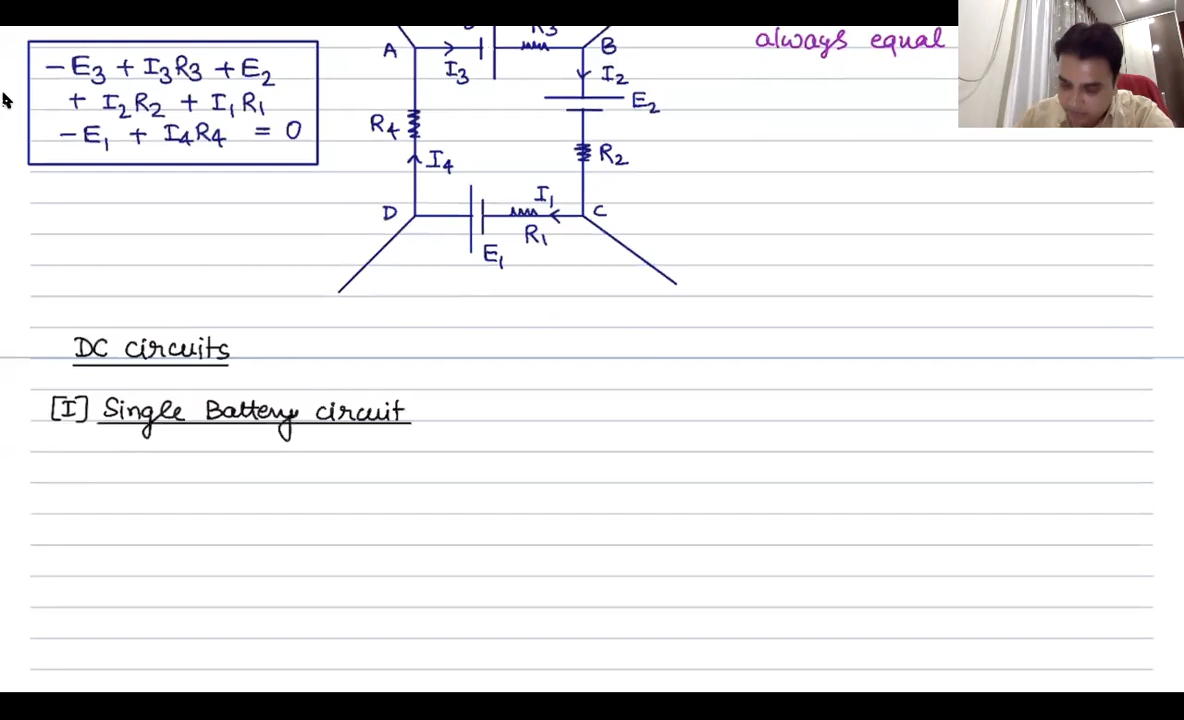 always equal
R3
A
B
I3
I2
E2
R4
I4
R2
D
I1
C
R1
E1
-E3 + I3R3 + E2
+ I2R2 + I1R1
-E1 + I4R4 = 0
DC circuits
[I] Single Battery circuit